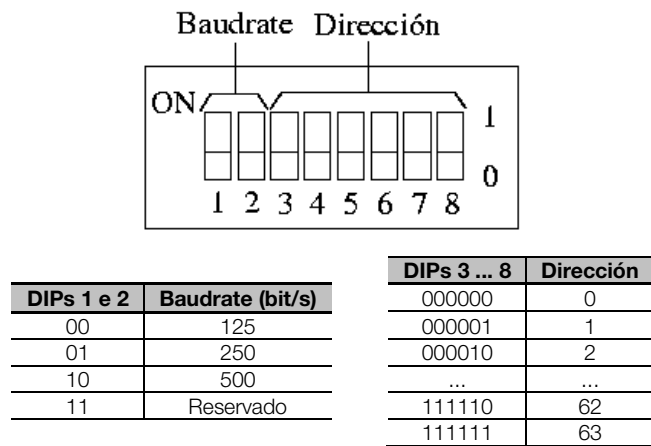 Baudrate Dirección
ON 1
0
1 2 3 4 5 6 7 8
DIPs 1 e 2 Baudrate (bit/s)
00 125
01 250
10 500
11 Reservado
DIPs 3 ... 8 Dirección
000000 0
000001 1
000010 2
... ...
111110 62
111111 63